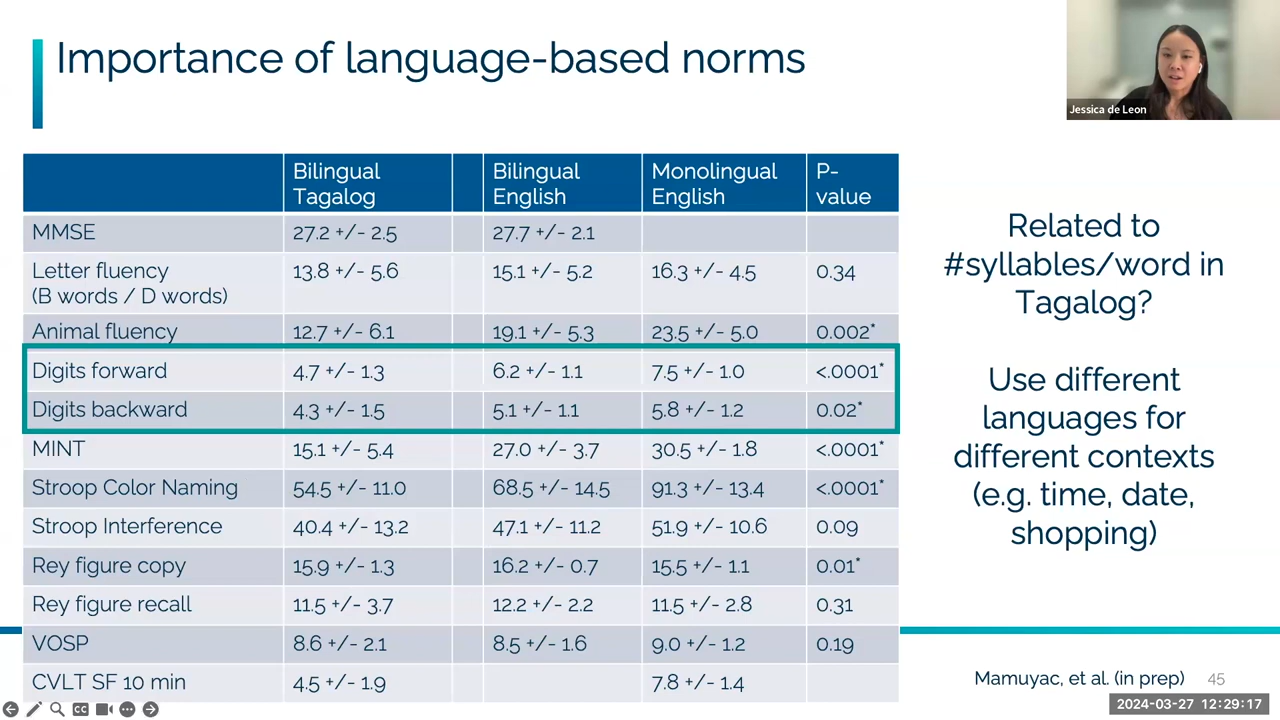 Importance of language-based norms
Jessica de Leon
Bilingual Tagalog | Bilingual English | Monolingual English | P-value
MMSE 27.2 +/- 2.5 27.7 +/- 2.1
Letter fluency (B words / D words) 13.8 +/- 5.6 15.1 +/- 5.2 16.3 +/- 4.5 0.34
Animal fluency 12.7 +/- 6.1 19.1 +/- 5.3 23.5 +/- 5.0 0.002*
Digits forward 4.7 +/- 1.3 6.2 +/- 1.1 7.5 +/- 1.0 <.0001*
Digits backward 4.3 +/- 1.5 5.1 +/- 1.1 5.8 +/- 1.2 0.02*
MINT 15.1 +/- 5.4 27.0 +/- 3.7 30.5 +/- 1.8 <.0001*
Stroop Color Naming 54.5 +/- 11.0 68.5 +/- 14.5 91.3 +/- 13.4 <.0001*
Stroop Interference 40.4 +/- 13.2 47.1 +/- 11.2 51.9 +/- 10.6 0.09
Rey figure copy 15.9 +/- 1.3 16.2 +/- 0.7 15.5 +/- 1.1 0.01*
Rey figure recall 11.5 +/- 3.7 12.2 +/- 2.2 11.5 +/- 2.8 0.31
VOSP 8.6 +/- 2.1 8.5 +/- 1.6 9.0 +/- 1.2 0.19
CVLT SF 10 min 4.5 +/- 1.9 7.8 +/- 1.4
Related to
#syllables/word in
Tagalog?
Use different
languages for
different contexts
(e.g. time, date,
shopping)
Mamuyac, et al. (in prep) 45
CC
2024-03-27 12:29:17